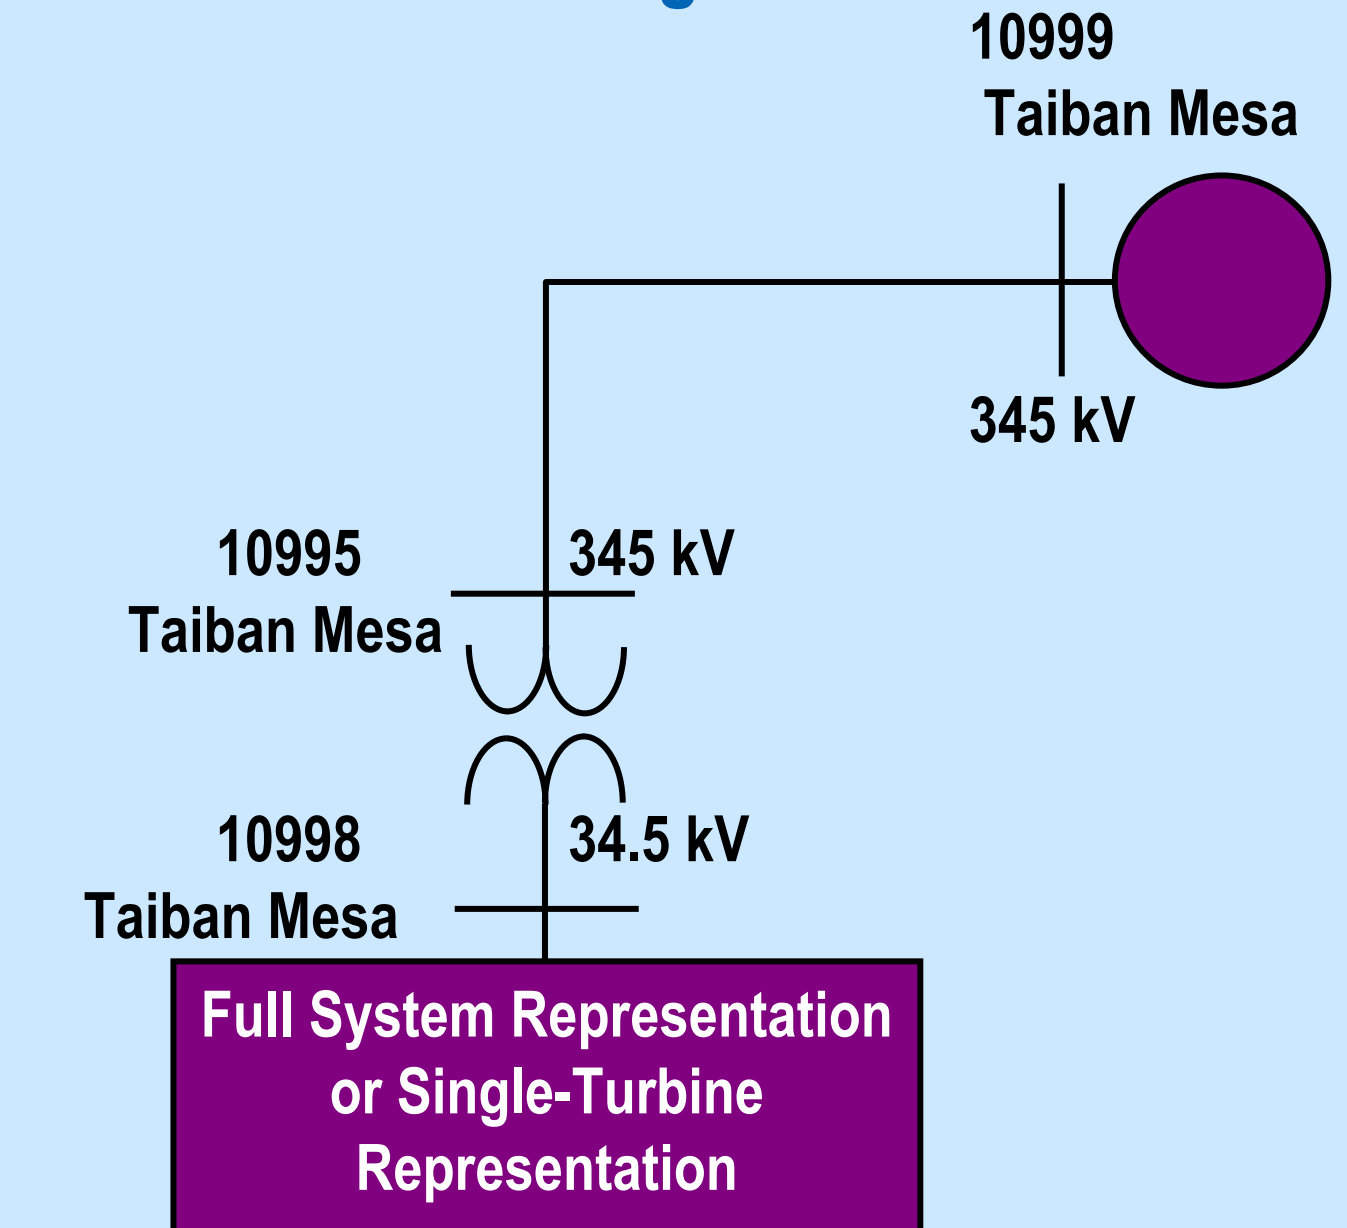 10999
Taiban Mesa
345 kV
10995
345 kV
Taiban Mesa
10998
34.5 kV
Taiban Mesa
Full System Representation
or Single-Turbine
Representation